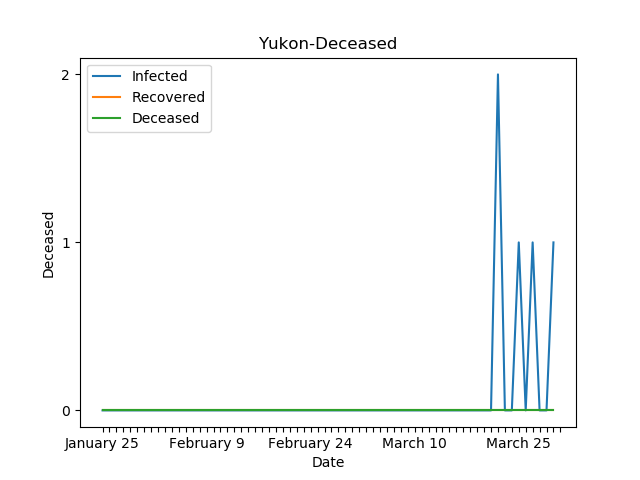 Yukon-Deceased
Infected
Recovered
Deceased
Deceased
2
1
0
January 25
February 9
February 24
March 10
March 25
Date